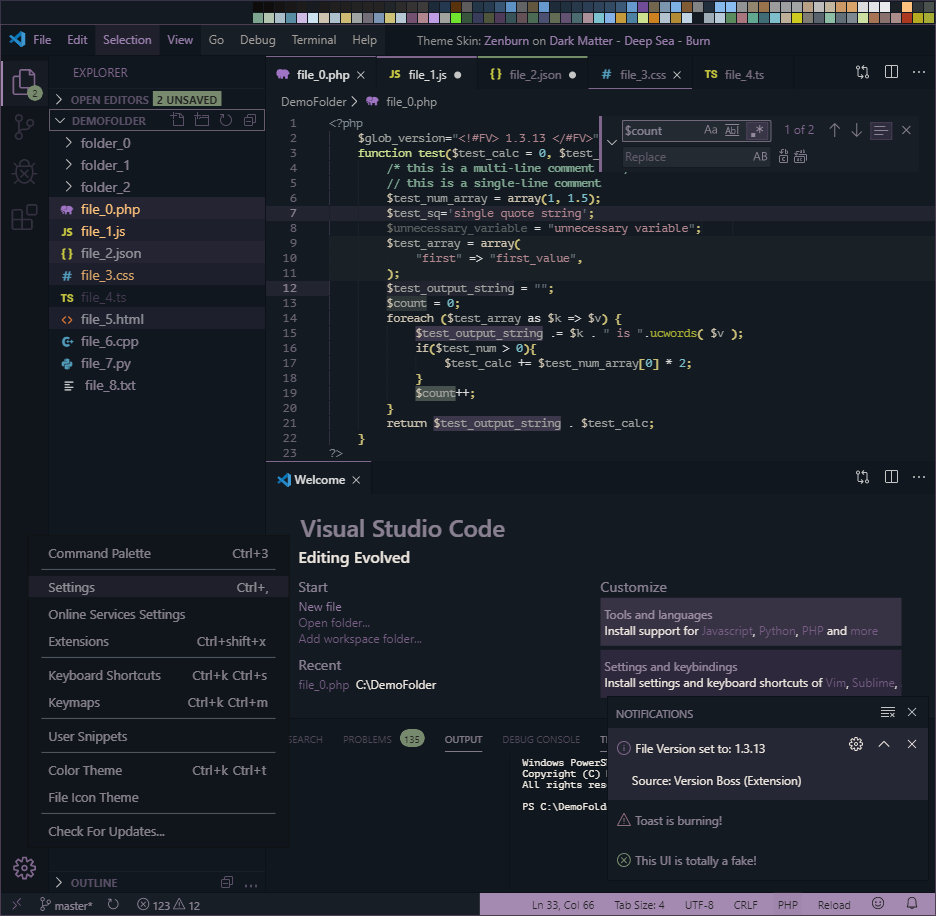 File Edit Selection View Go Debug Terminal Help Theme Skin: Zenburn on Dark Matter - Deep Sea - Burn
EXPLORER
2
OPEN EDITORS 2 UNSAVED
DEMOFOLDER
folder_0
folder_1
folder_2
file_0.php
file_1.js
file_2.json
file_3.css
TS file_4.ts
file_5.html
file_6.cpp
file_7.py
file_8.txt
file_0.php JS file_1.js {} file_2.json # file_3.css TS file_4.ts
DemoFolder > file_0.php
1 <?php
2 $glob_version="<!#FV> 1.3.13 </#FV>"
3 function test($test_calc = 0, $test_
4 /* this is a multi-line comment
5 // this is a single-line comment
6 $test_num_array = array(1, 1.5);
7 $test_sq='single quote string';
8 $unnecessary_variable = "unnecessary variable";
9 $test_array = array(
10 "first" => "first_value",
11 );
12 $test_output_string = "";
13 $count = 0;
14 foreach ($test_array as $k => $v) {
15 $test_output_string .= $k . " is ".ucwords( $v );
16 if($test_num > 0){
17 $test_calc += $test_num_array[0] * 2;
18 }
19 $count++;
20 }
21 return $test_output_string . $test_calc;
22 }
23 ?>
$count Aa Abl .* 1 of 2
Replace AB
Welcome
Visual Studio Code
Editing Evolved
Start
New file
Open folder...
Add workspace folder...
Recent
file_0.php C:\DemoFolder
Customize
Tools and languages
Install support for Javascript, Python, PHP and more
Settings and keybindings
Install settings and keyboard shortcuts of Vim, Sublime,
Command Palette Ctrl+3
Settings Ctrl+,
Online Services Settings
Extensions Ctrl+shift+x
Keyboard Shortcuts Ctrl+k Ctrl+s
Keymaps Ctrl+k Ctrl+m
User Snippets
Color Theme Ctrl+k Ctrl+t
File Icon Theme
Check For Updates...
SEARCH PROBLEMS 135 OUTPUT DEBUG CONSOLE T
Windows PowerS
Copyright (C)
All rights res
PS C:\DemoFold
NOTIFICATIONS
File Version set to: 1.3.13
Source: Version Boss (Extension)
Toast is burning!
This UI is totally a fake!
OUTLINE
master* 123 12 Ln 33, Col 66 Tab Size: 4 UTF-8 CRLF PHP Reload